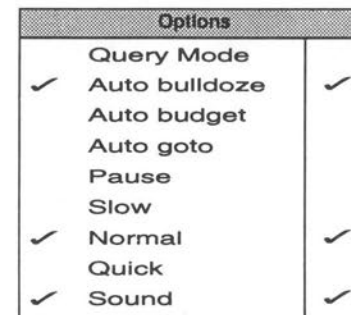 Options
Query Mode
✓ Auto bulldoze ✓
Auto budget
Auto goto
Pause
Slow
✓ Normal ✓
Quick
✓ Sound ✓